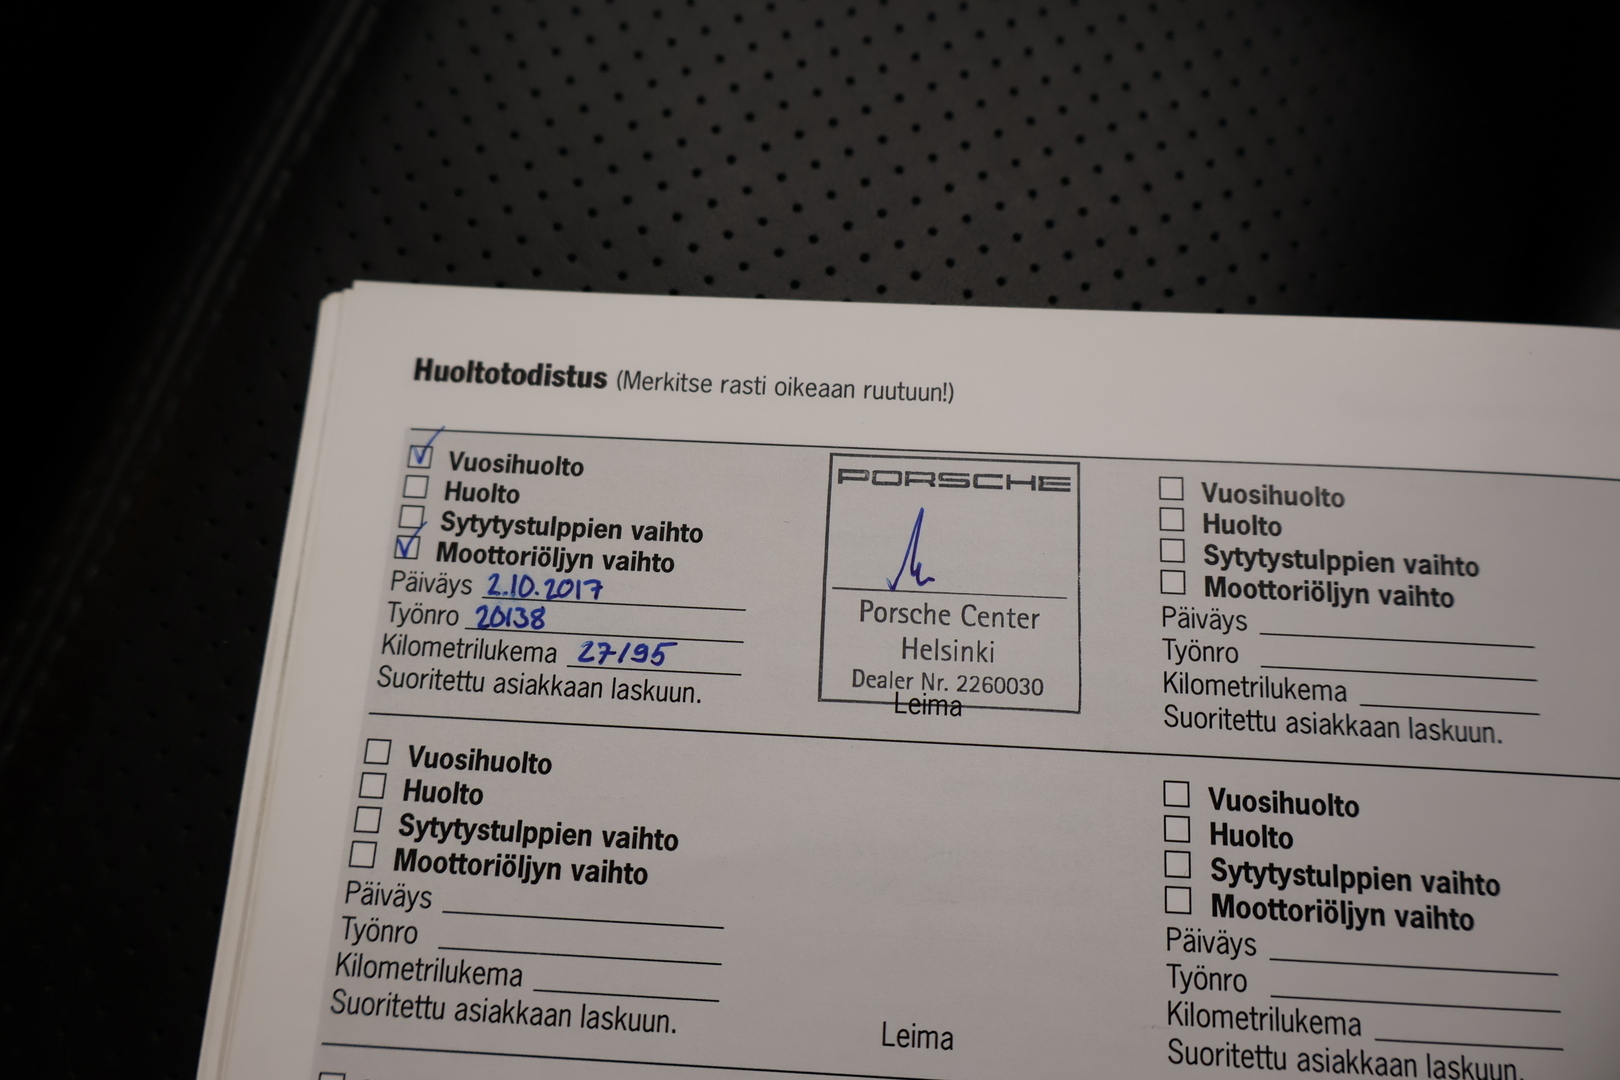 Huoltotodistus (Merkitse rasti oikeaan ruutuun!)
Vuosihuolto
Huolto
Sytytystulppien vaihto
Moottoriöljyn vaihto
Päiväys 2.10.2017
Työnro 20138
Kilometrilukema 27195
Suoritettu asiakkaan laskuun.
PORSCHE
Porsche Center
Helsinki
Dealer Nr. 2260030
Leima
Vuosihuolto
Huolto
Sytytystulppien vaihto
Moottoriöljyn vaihto
Päiväys
Työnro
Kilometrilukema
Suoritettu asiakkaan laskuun.
Vuosihuolto
Huolto
Sytytystulppien vaihto
Moottoriöljyn vaihto
Päiväys
Työnro
Kilometrilukema
Suoritettu asiakkaan laskuun.
Leima
Vuosihuolto
Huolto
Sytytystulppien vaihto
Moottoriöljyn vaihto
Päiväys
Työnro
Kilometrilukema
Suoritettu asiakkaan laskuun.